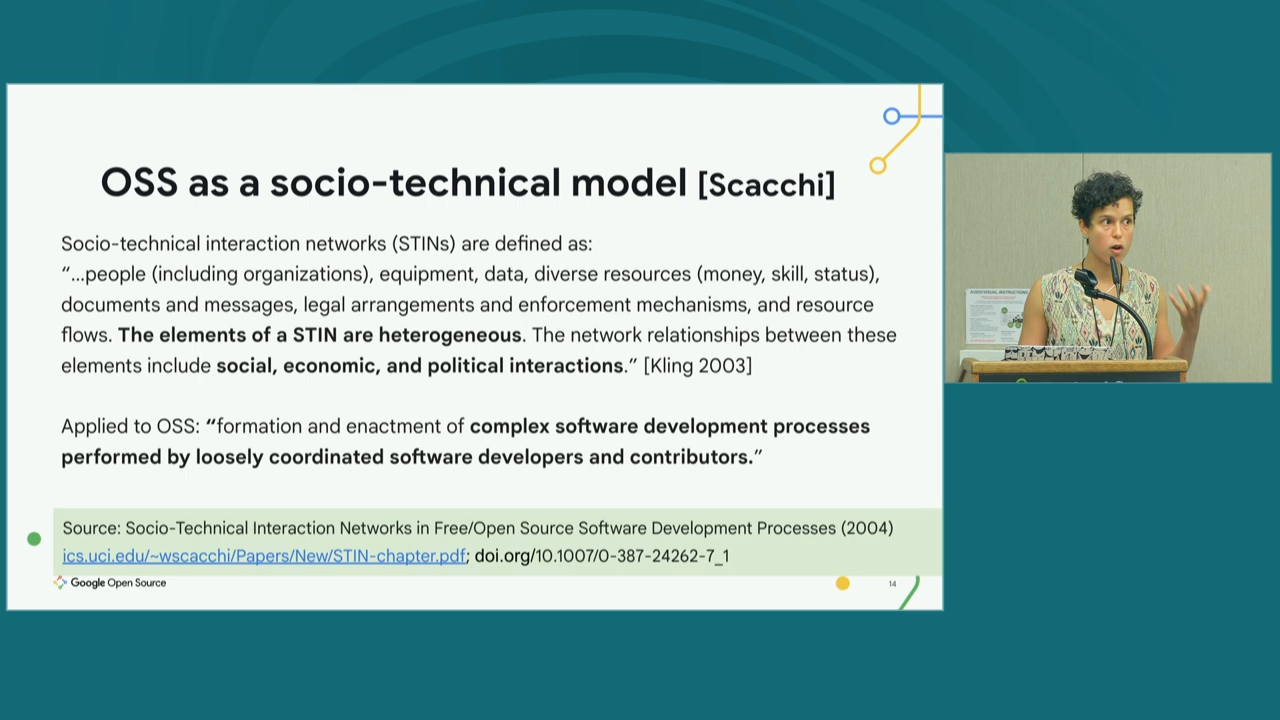 OSS as a socio-technical model [Scacchi]
Socio-technical interaction networks (STINs) are defined as:
“...people (including organizations), equipment, data, diverse resources (money, skill, status),
documents and messages, legal arrangements and enforcement mechanisms, and resource
flows. The elements of a STIN are heterogeneous. The network relationships between these
elements include social, economic, and political interactions.” [Kling 2003]
Applied to OSS: “formation and enactment of complex software development processes
performed by loosely coordinated software developers and contributors.”
Source: Socio-Technical Interaction Networks in Free/Open Source Software Development Processes (2004)
ics.uci.edu/~wscacchi/Papers/New/STIN-chapter.pdf; doi.org/10.1007/0-387-24262-7_1
Google Open Source
14
AUDIOVISUAL INSTRUCTIONS